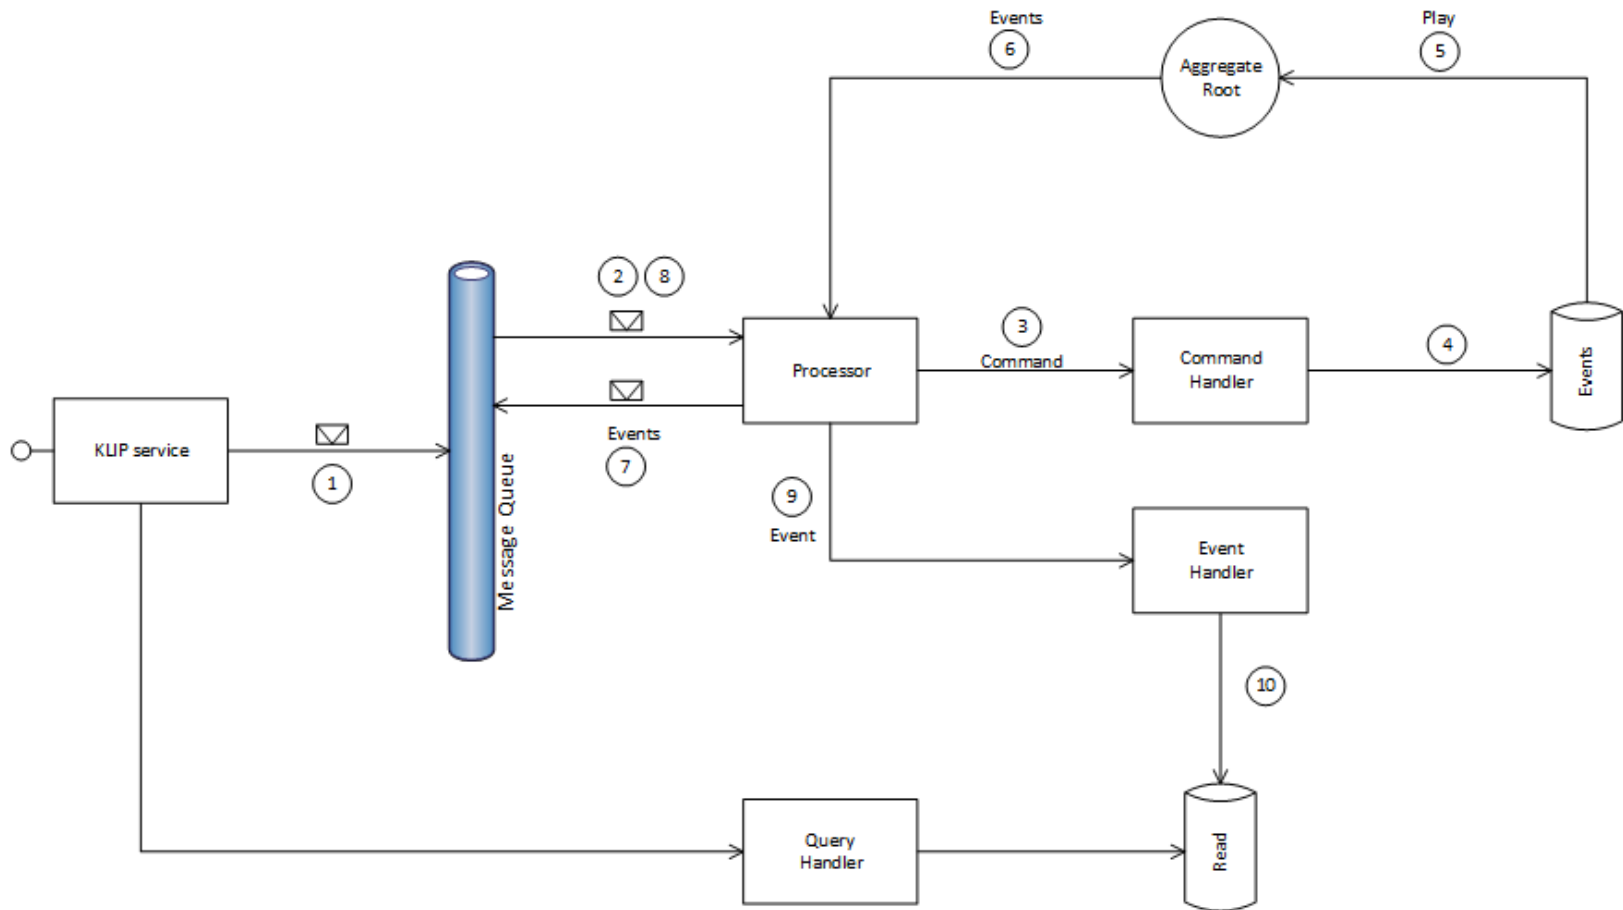 Events
6
Play
5
Aggregate
Root
2
8
3
Command
4
Processor
Command
Handler
Events
KLIP service
1
Events
7
Message Queue
9
Event
Event
Handler
10
Query
Handler
Read